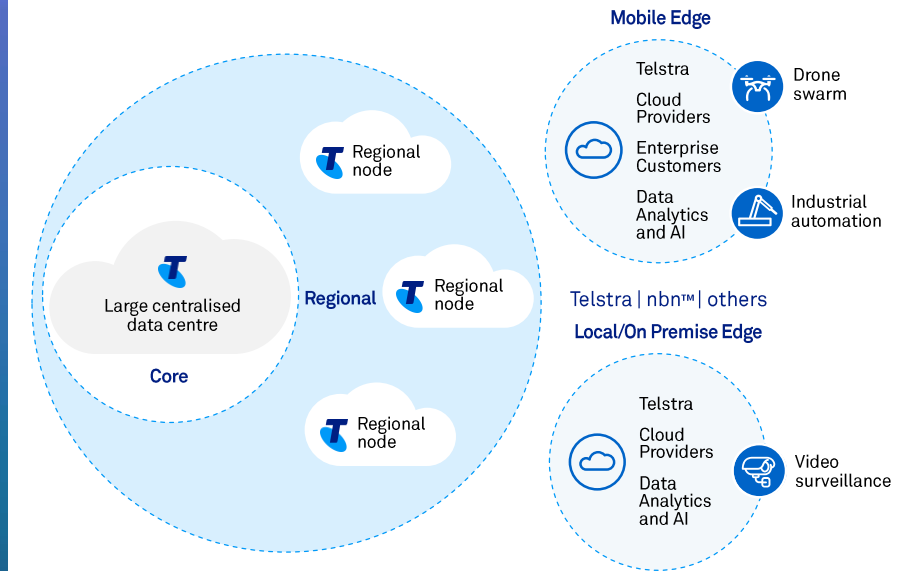 Mobile Edge
Telstra
Cloud
Providers
Enterprise
Customers
Data
Analytics
and AI
Drone
swarm
Industrial
automation
Regional
node
Regional
node
Regional
node
Regional
T
Large centralised
data centre
Core
Telstra | nbn™ | others
Local/On Premise Edge
Telstra
Cloud
Providers
Data
Analytics
and AI
Video
surveillance